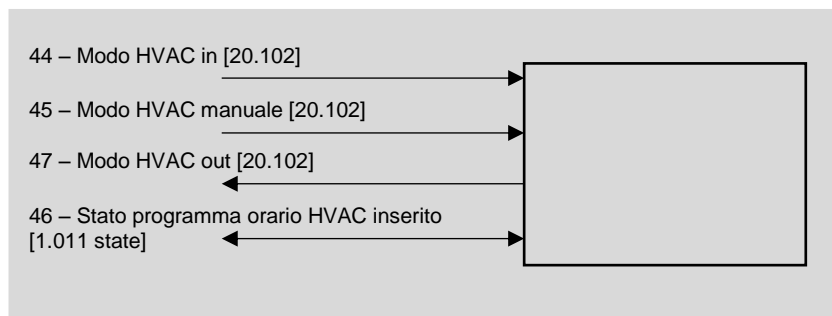 44 – Modo HVAC in [20.102]
45 – Modo HVAC manuale [20.102]
47 – Modo HVAC out [20.102]
46 – Stato programma orario HVAC inserito
[1.011 state]